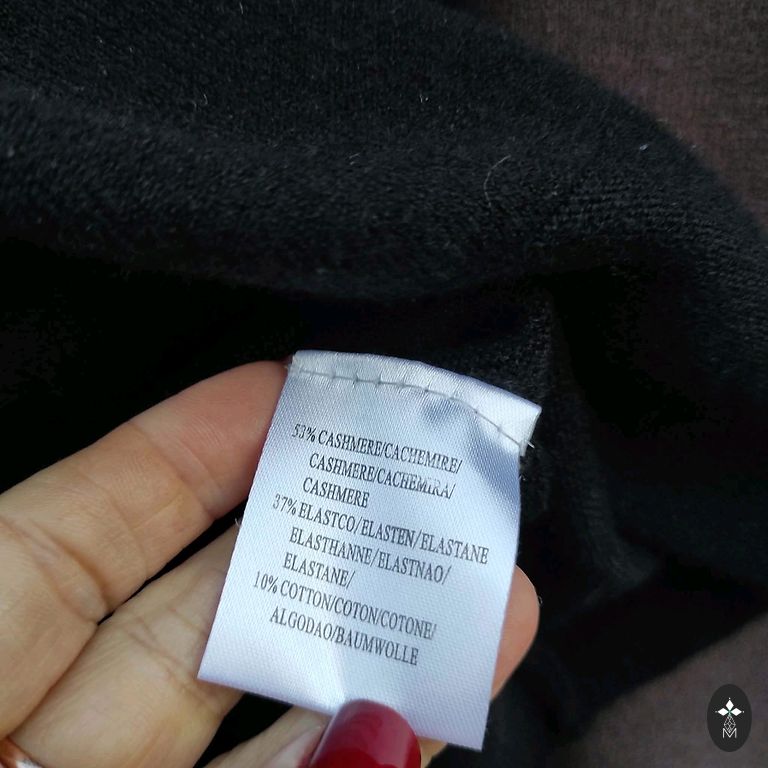 53% CASHMERE/CACHEMIRE/
CASHMERE/CACHEMIRA/
CASHMERE
37% ELASTCO/ELASTEN/ELASTANE
ELASTHANNE/ELASTNAO/
ELASTANE/
10% COTTON/COTON/COTONE/
ALGODAO/BAUMWOLLE
M